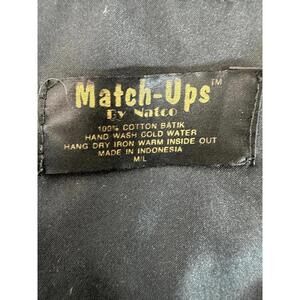 Match-Ups™
By Natco
100% COTTON BATIK
HAND WASH COLD WATER
HANG DRY IRON WARM INSIDE OUT
MADE IN INDONESIA
M/L